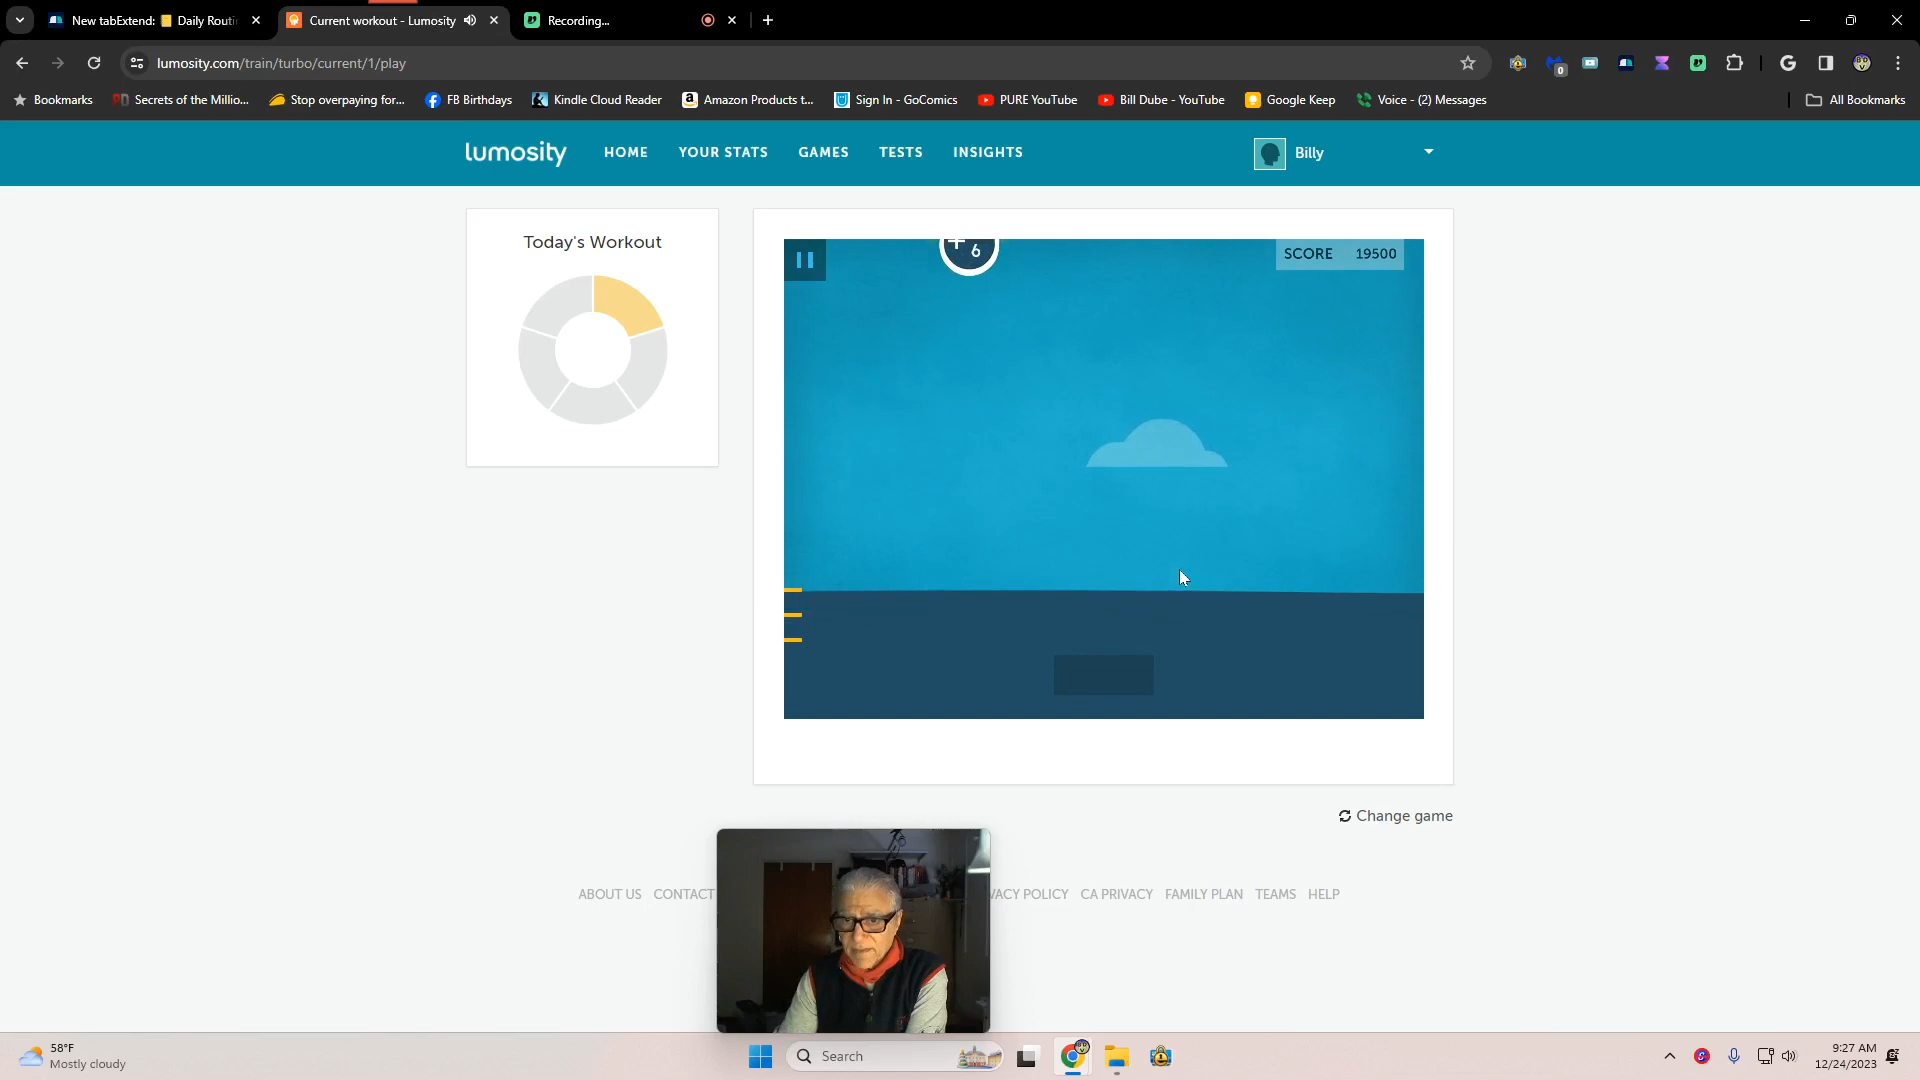 New tabExtend: Daily Routi
Current workout - Lumosity
Recording...
lumosity.com/train/turbo/current/1/play
0
Bookmarks
Secrets of the Millio...
Stop overpaying for...
FB Birthdays
Kindle Cloud Reader
Amazon Products t...
Sign In - GoComics
PURE YouTube
Bill Dube - YouTube
Google Keep
Voice - (2) Messages
All Bookmarks
lumosity
HOME
YOUR STATS
GAMES
TESTS
INSIGHTS
Billy
Today's Workout
+ 6
SCORE 19500
Change game
ABOUT US
CONTACT
VACY POLICY
CA PRIVACY
FAMILY PLAN
TEAMS
HELP
58°F
Mostly cloudy
Search
9:27 AM
12/24/2023